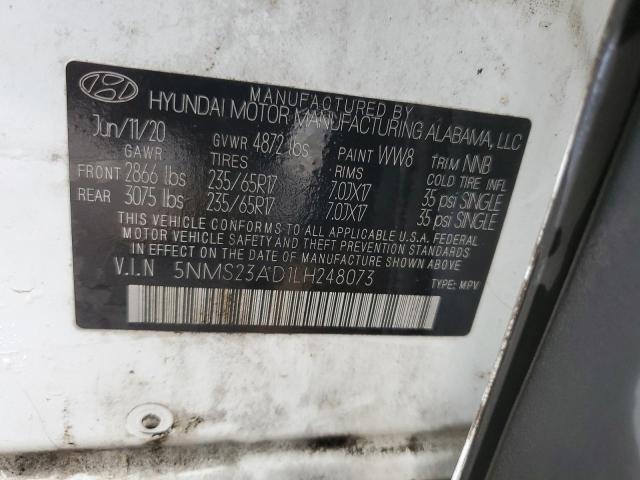 MANUFACTURED BY
HYUNDAI MOTOR MANUFACTURING ALABAMA, LLC
Jun/11/20 GVWR 4872 lbs PAINT WW8 TRIM NNB
GAWR TIRES RIMS COLD TIRE INFL
FRONT 2866 lbs 235/65R17 7.0JX17 35 psi SINGLE
REAR 3075 lbs 235/65R17 7.0JX17 35 psi SINGLE
THIS VEHICLE CONFORMS TO ALL APPLICABLE U.S.A. FEDERAL
MOTOR VEHICLE SAFETY AND THEFT PREVENTION STANDARDS
IN EFFECT ON THE DATE OF MANUFACTURE SHOWN ABOVE.
V.I.N 5NMS23AD1LH248073 TYPE: MPV